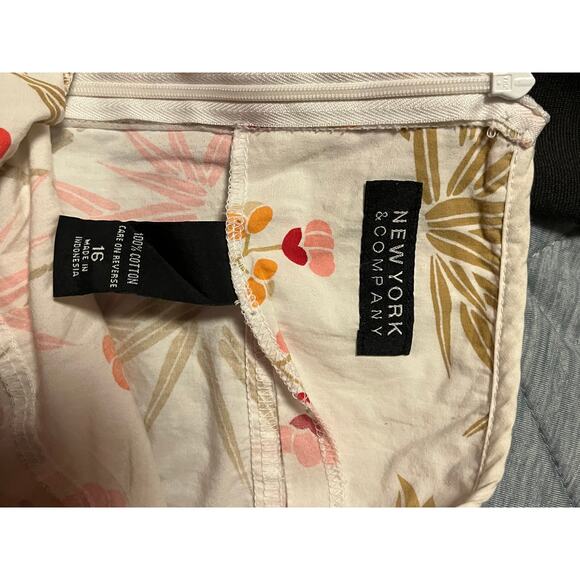 NEW YORK
& COMPANY
100% COTTON
CARE ON REVERSE
16
MADE IN
INDONESIA